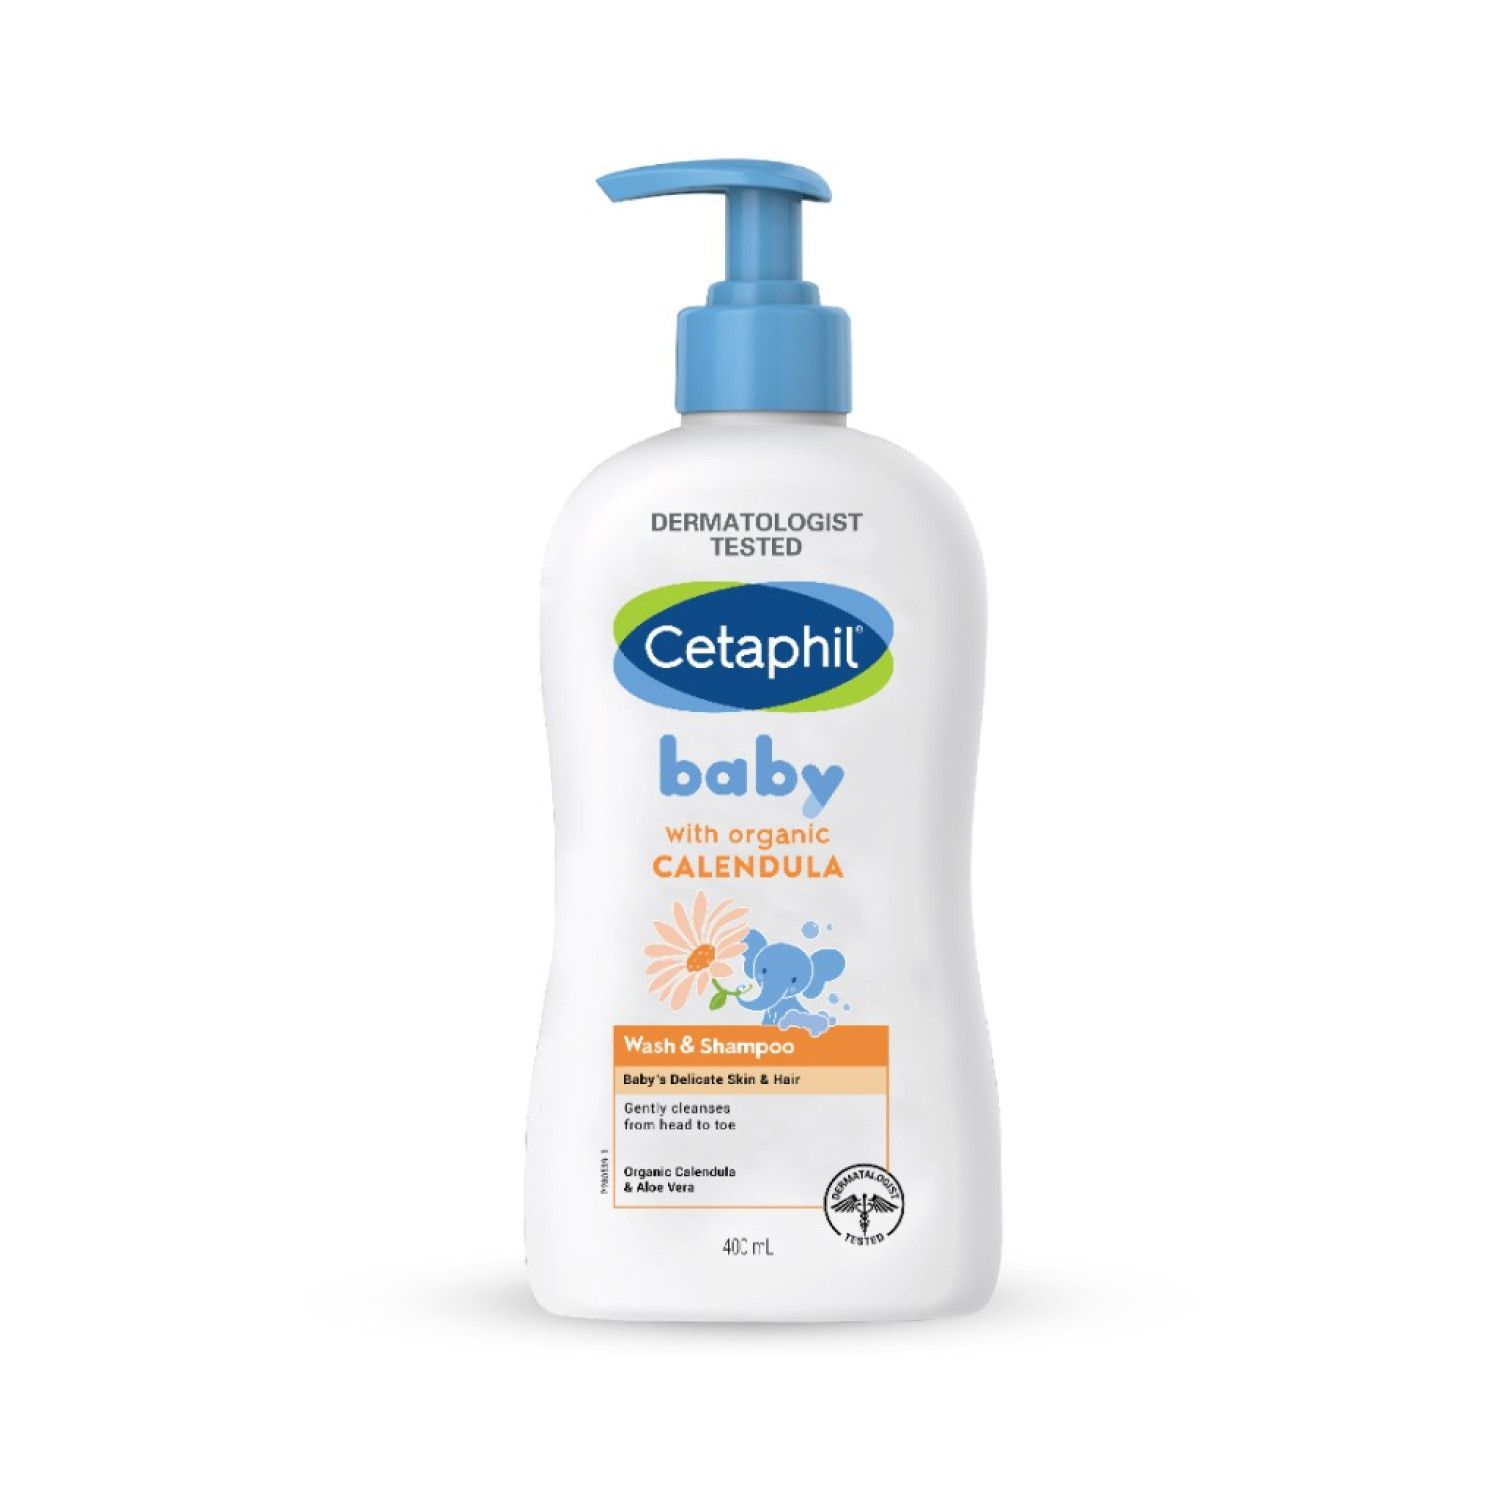 DERMATOLOGIST
TESTED
Cetaphil®
baby
with organic
CALENDULA
Wash & Shampoo
Baby's Delicate Skin & Hair
Gently cleanses
from head to toe
Organic Calendula
& Aloe Vera
DERMATALOGIST
TESTED
400 mL